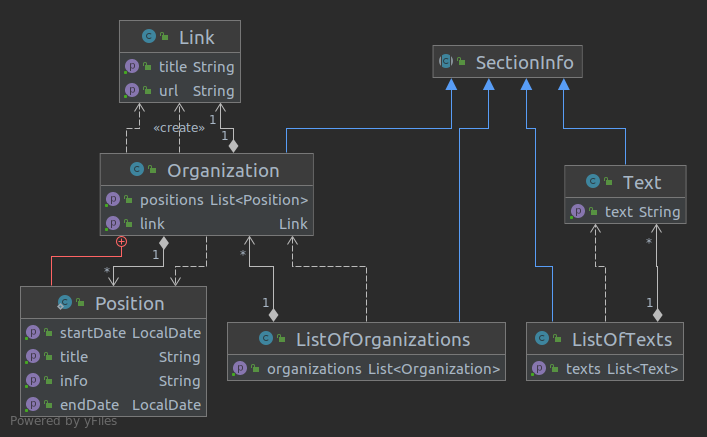 Link
title String
url String
SectionInfo
«create»
1
1
Organization
positions List<Position>
link Link
Text
text String
1
*
*
*
1
1
Position
startDate LocalDate
title String
info String
endDate LocalDate
ListOfOrganizations
organizations List<Organization>
ListOfTexts
texts List<Text>
Powered by yFiles